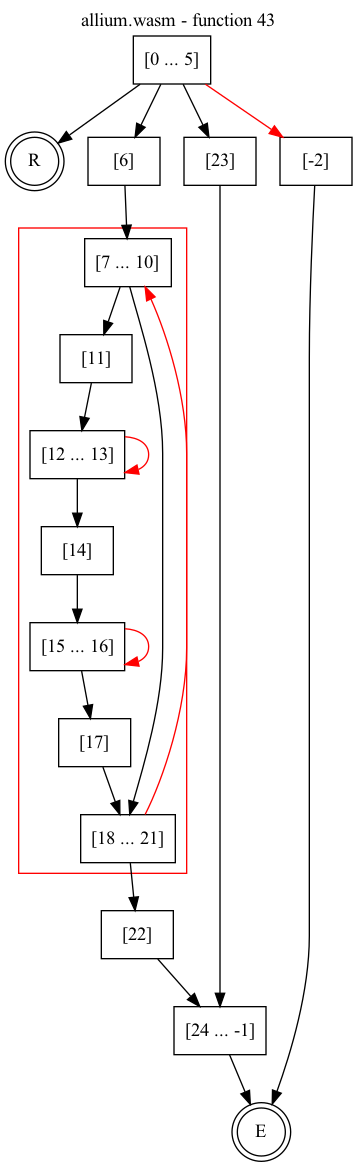 allium.wasm - function 43
[0 ... 5]
R
[6]
[23]
[-2]
[7 ... 10]
[11]
[12 ... 13]
[14]
[15 ... 16]
[17]
[18 ... 21]
[22]
[24 ... -1]
E